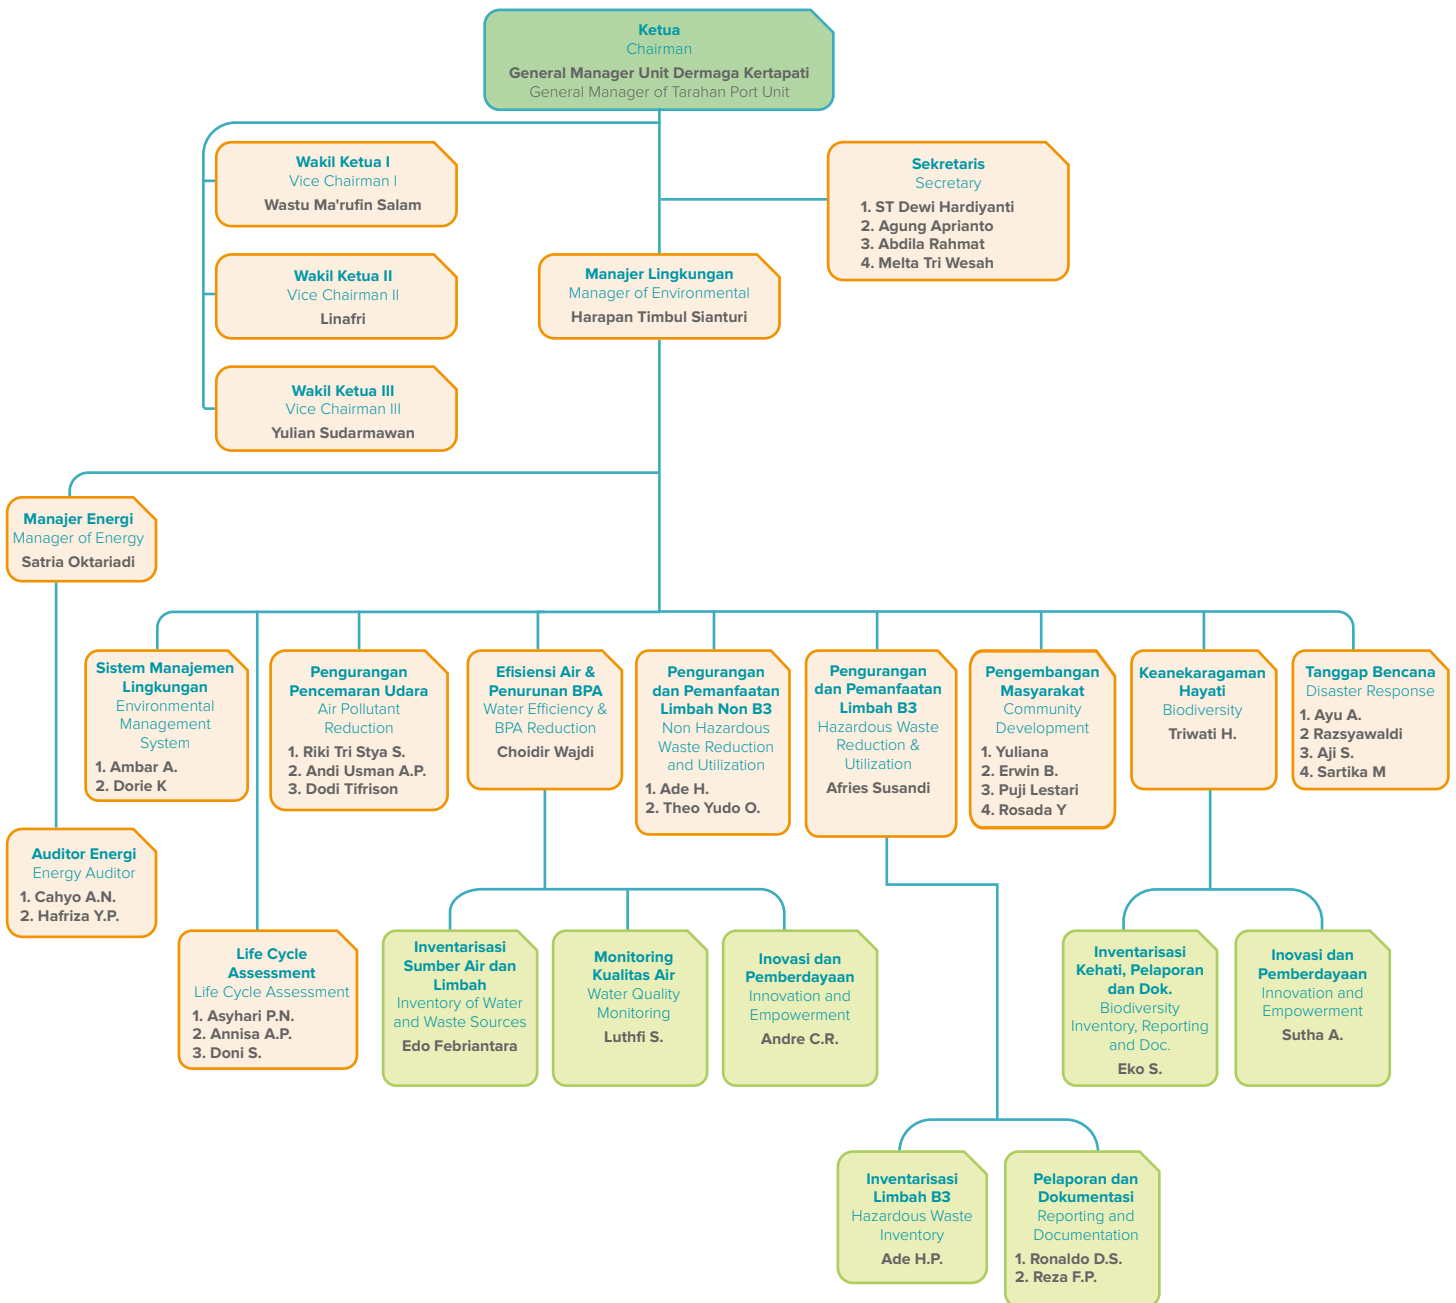 Ketua
Chairman
General Manager Unit Dermaga Kertapati
General Manager of Tarahan Port Unit
Wakil Ketua I
Vice Chairman I
Wastu Ma'rufin Salam
Sekretaris
Secretary
1. ST Dewi Hardiyanti
2. Agung Aprianto
3. Abdila Rahmat
4. Melta Tri Wesah
Wakil Ketua II
Vice Chairman II
Linafri
Manajer Lingkungan
Manager of Environmental
Harapan Timbul Sianturi
Wakil Ketua III
Vice Chairman III
Yulian Sudarmawan
Manajer Energi
Manager of Energy
Satria Oktariadi
Sistem Manajemen
Lingkungan
Environmental
Management
System
1. Ambar A.
2. Dorie K
Pengurangan
Pencemaran Udara
Air Pollutant
Reduction
1. Riki Tri Stya S.
2. Andi Usman A.P.
3. Dodi Tifrison
Efisiensi Air &
Penurunan BPA
Water Efficiency &
BPA Reduction
Choidir Wajdi
Pengurangan
dan Pemanfaatan
Limbah Non B3
Non Hazardous
Waste Reduction
and Utilization
1. Ade H.
2. Theo Yudo O.
Pengurangan
dan Pemanfaatan
Limbah B3
Hazardous Waste
Reduction &
Utilization
Afries Susandi
Pengembangan
Masyarakat
Community
Development
1. Yuliana
2. Erwin B.
3. Puji Lestari
4. Rosada Y
Keanekaragaman
Hayati
Biodiversity
Triwati H.
Tanggap Bencana
Disaster Response
1. Ayu A.
2 Razsyawaldi
3. Aji S.
4. Sartika M
Auditor Energi
Energy Auditor
1. Cahyo A.N.
2. Hafriza Y.P.
Life Cycle
Assessment
Life Cycle Assessment
1. Asyhari P.N.
2. Annisa A.P.
3. Doni S.
Inventarisasi
Sumber Air dan
Limbah
Inventory of Water
and Waste Sources
Edo Febriantara
Monitoring
Kualitas Air
Water Quality
Monitoring
Luthfi S.
Inovasi dan
Pemberdayaan
Innovation and
Empowerment
Andre C.R.
Inventarisasi
Kehati, Pelaporan
dan Dok.
Biodiversity
Inventory, Reporting
and Doc.
Eko S.
Inovasi dan
Pemberdayaan
Innovation and
Empowerment
Sutha A.
Inventarisasi
Limbah B3
Hazardous Waste
Inventory
Ade H.P.
Pelaporan dan
Dokumentasi
Reporting and
Documentation
1. Ronaldo D.S.
2. Reza F.P.